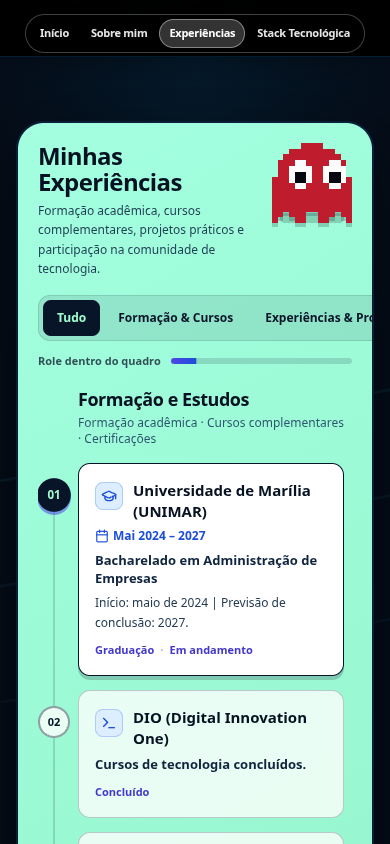 Início Sobre mim Experiências Stack Tecnológica
Minhas
Experiências
Formação acadêmica, cursos
complementares, projetos práticos e
participação na comunidade de
tecnologia.
Tudo Formação & Cursos Experiências & Pro
Role dentro do quadro
Formação e Estudos
Formação acadêmica · Cursos complementares
· Certificações
01
Universidade de Marília
(UNIMAR)
Mai 2024 – 2027
Bacharelado em Administração de
Empresas
Início: maio de 2024 | Previsão de
conclusão: 2027.
Graduação · Em andamento
02
DIO (Digital Innovation
One)
Cursos de tecnologia concluídos.
Concluído